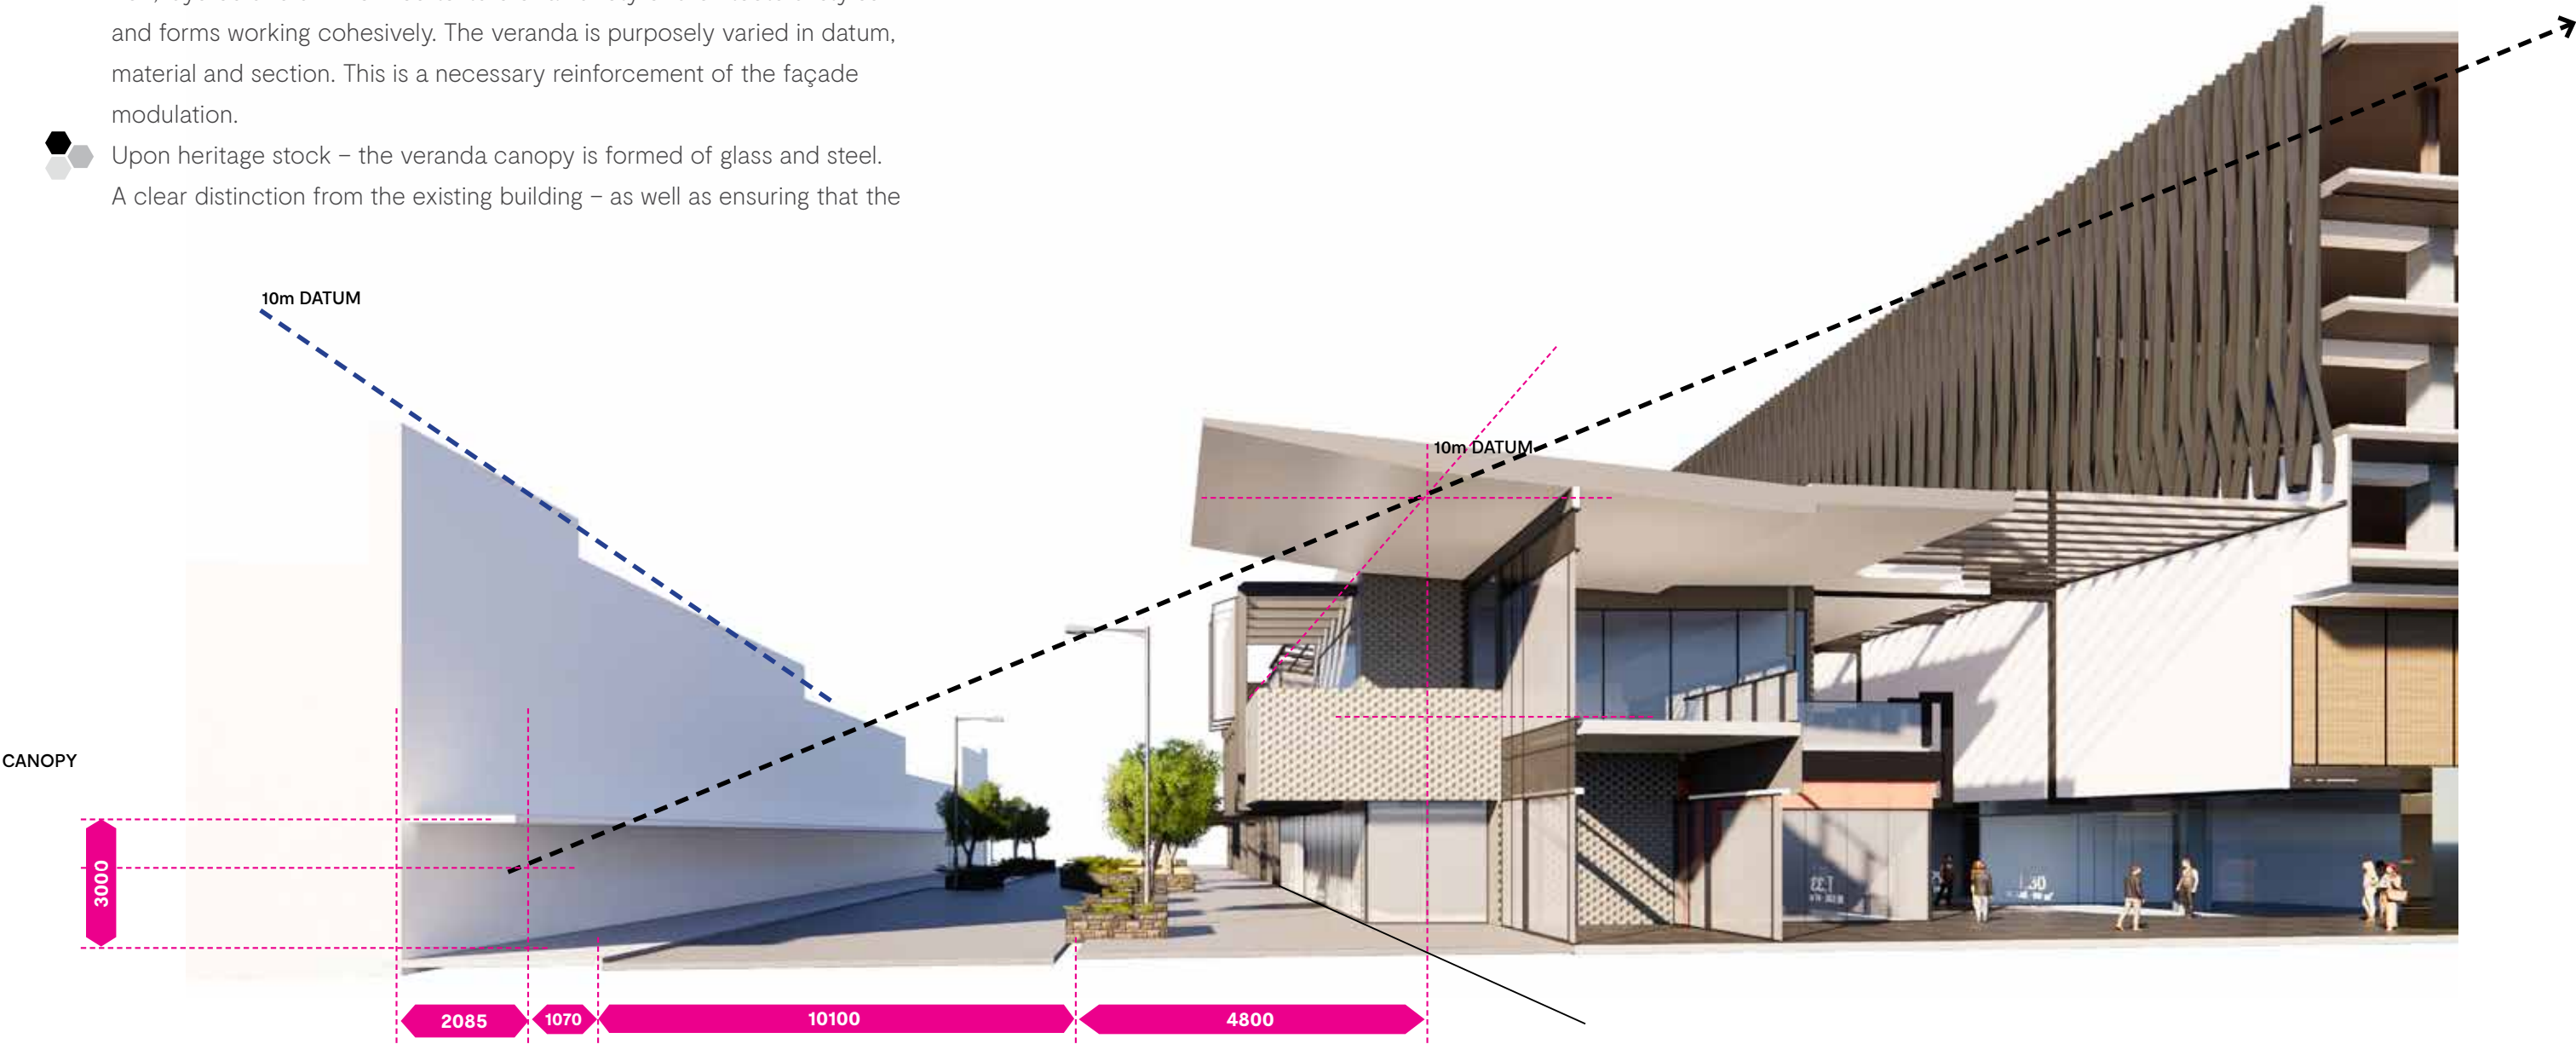 and forms working cohesively. The veranda is purposely varied in datum,
material and section. This is a necessary reinforcement of the façade
modulation.
Upon heritage stock – the veranda canopy is formed of glass and steel.
A clear distinction from the existing building – as well as ensuring that the
10m DATUM
10m DATUM
CANOPY
3000
2085
1070
10100
4800